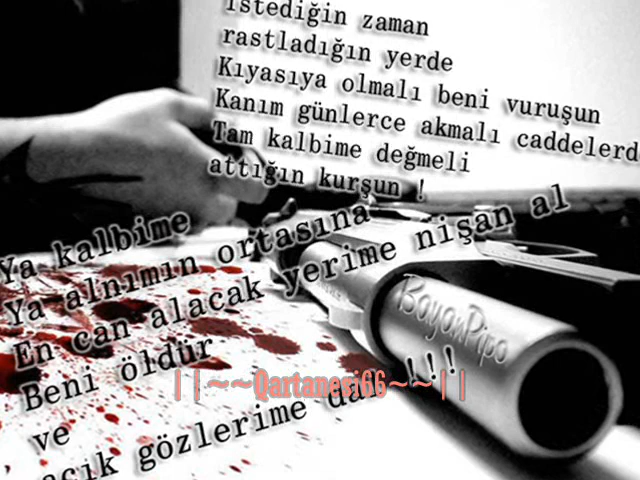 İstediğin zaman
rastladığın yerde
Kıyasıya olmalı beni vuruşun
Kanım günlerce akmalı caddelerd
Tam kalbime değmeli
attığın kurşun !
Ya kalbime
Ya alnımın ortasına
En can alacak yerime nişan al
Beni öldür
ve
açık gözlerime dal !!!
BayanPipo
||~~Qartanesi66~~||